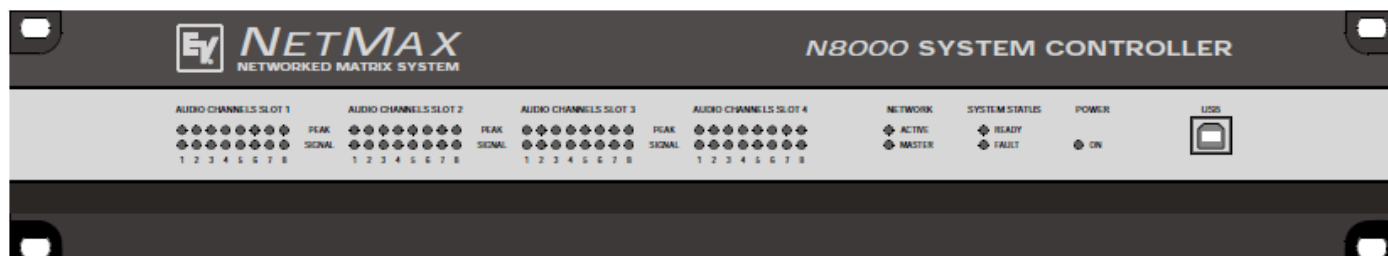 EV NETMAX
NETWORKED MATRIX SYSTEM
N8000 SYSTEM CONTROLLER
AUDIO CHANNELS SLOT 1 AUDIO CHANNELS SLOT 2 AUDIO CHANNELS SLOT 3 AUDIO CHANNELS SLOT 4 NETWORK SYSTEM STATUS POWER USB
PEAK PEAK PEAK ACTIVE READY
SIGNAL SIGNAL SIGNAL MASTER FAULT ON
1 2 3 4 5 6 7 8 1 2 3 4 5 6 7 8 1 2 3 4 5 6 7 8 1 2 3 4 5 6 7 8